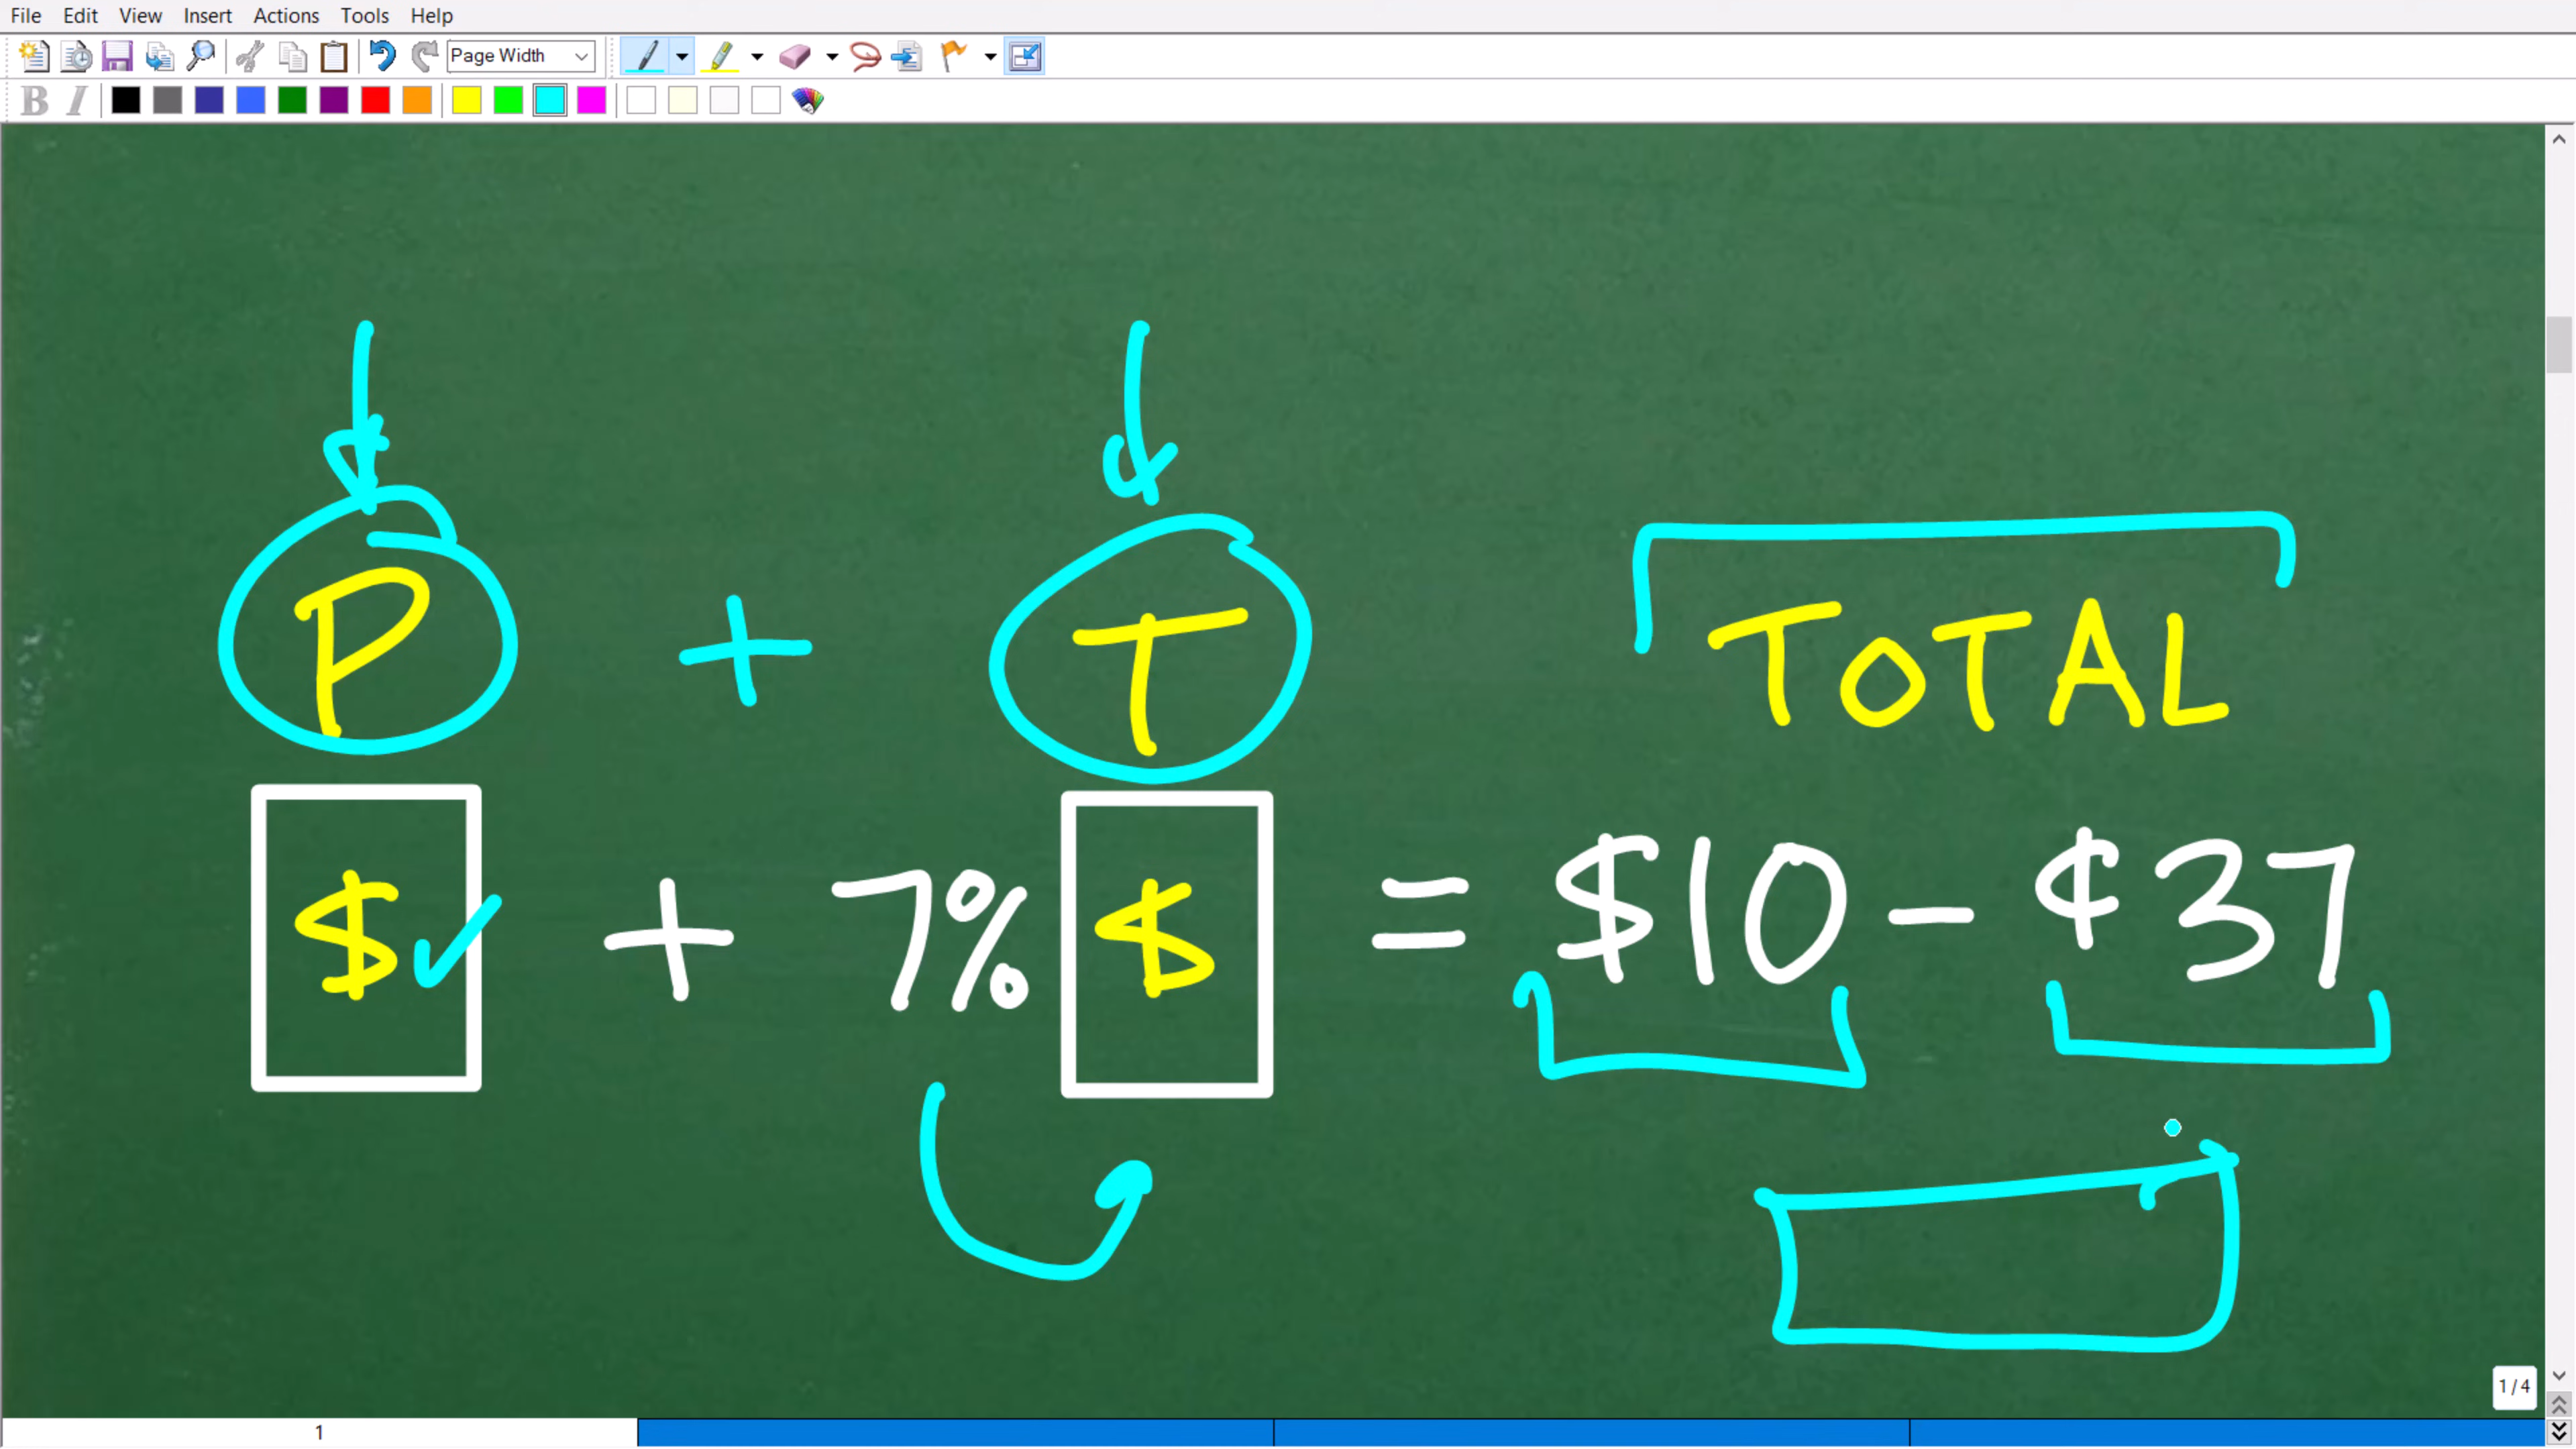 File Edit View Insert Actions Tools Help
Page Width
B I
P + T TOTAL
$ + 7% $ = $10 - ¢37
1 / 4
1